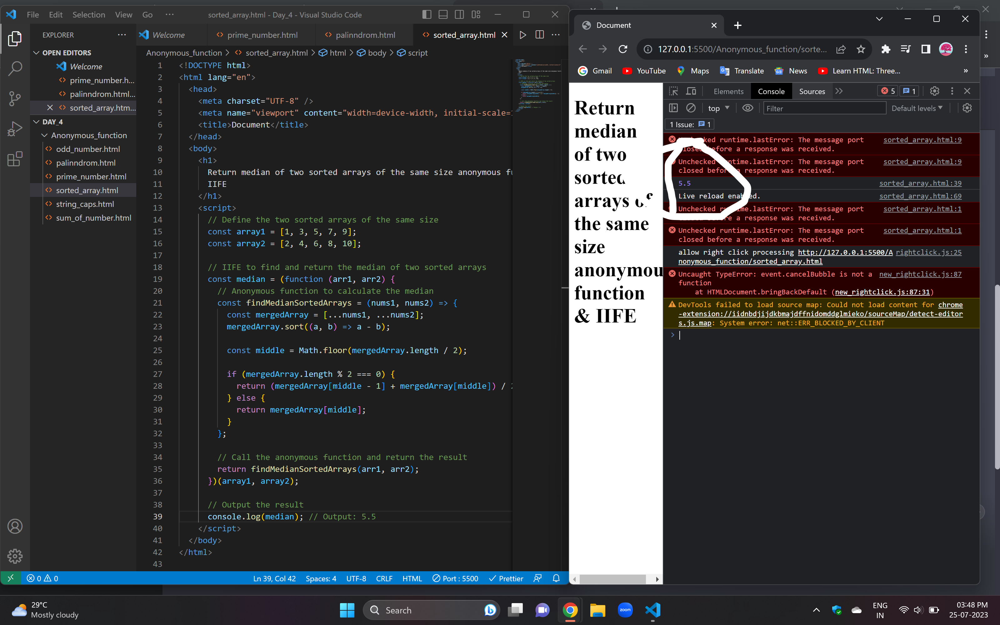 File Edit Selection View Go ··· sorted_array.html - Day_4 - Visual Studio Code
EXPLORER ···
Welcome prime_number.html palinndrom.html sorted_array.html ···
OPEN EDITORS
Welcome
prime_number.h...
palinndrom.html...
sorted_array.htm...
DAY_4
Anonymous_function
odd_number.html
palinndrom.html
prime_number.html
sorted_array.html
string_caps.html
sum_of_number.html
Anonymous_function > sorted_array.html > html > body > script
1 <!DOCTYPE html>
2 <html lang="en">
3 <head>
4 <meta charset="UTF-8" />
5 <meta name="viewport" content="width=device-width, initial-scale=
6 <title>Document</title>
7 </head>
8 <body>
9 <h1>
10 Return median of two sorted arrays of the same size anonymous
11 IIFE
12 </h1>
13 <script>
14 // Define the two sorted arrays of the same size
15 const array1 = [1, 3, 5, 7, 9];
16 const array2 = [2, 4, 6, 8, 10];
17
18 // IIFE to find and return the median of two sorted arrays
19 const median = (function (arr1, arr2) {
20 // Anonymous function to calculate the median
21 const findMedianSortedArrays = (nums1, nums2) => {
22 const mergedArray = [...nums1, ...nums2];
23 mergedArray.sort((a, b) => a - b);
24
25 const middle = Math.floor(mergedArray.length / 2);
26
27 if (mergedArray.length % 2 === 0) {
28 return (mergedArray[middle - 1] + mergedArray[middle]) /
29 } else {
30 return mergedArray[middle];
31 }
32 };
33
34 // Call the anonymous function and return the result
35 return findMedianSortedArrays(arr1, arr2);
36 })(array1, array2);
37
38 // Output the result
39 console.log(median); // Output: 5.5
40 </script>
41 </body>
42 </html>
43
0 0 Ln 39, Col 42 Spaces: 4 UTF-8 CRLF HTML Port : 5500 Prettier
Document
127.0.0.1:5500/Anonymous_function/sorte...
Gmail YouTube Maps Translate News Learn HTML: Three... »
Return
median
of two
sorted
arrays of
the same
size
anonymou
function
& IIFE
Elements Console Sources 5 1
top Filter Default levels
1 Issue: 1
runtime.lastError: The message port sorted_array.html:9
before a response was received.
Unchecked runtime.lastError: The message port sorted_array.html:9
closed before a response was received.
5.5 sorted_array.html:39
Live reload enabled. sorted_array.html:69
Unchecked runtime.lastError: The message port sorted_array.html:1
a response was received.
Unchecked runtime.lastError: The message port sorted_array.html:1
closed before a response was received.
allow right click processing http://127.0.0.1:5500/A rightclick.js:25
nonymous_function/sorted_array.html
Uncaught TypeError: event.cancelBubble is not a new_rightclick.js:87
function
at HTMLDocument.bringBackDefault (new_rightclick.js:87:31)
DevTools failed to load source map: Could not load content for chrome
-extension://iidnbdjijdkbmajdffnidomddglmieko/sourceMap/detect-editor
s.js.map: System error: net::ERR_BLOCKED_BY_CLIENT
29°C
Mostly cloudy
Search
zoom
ENG
IN
03:48 PM
25-07-2023